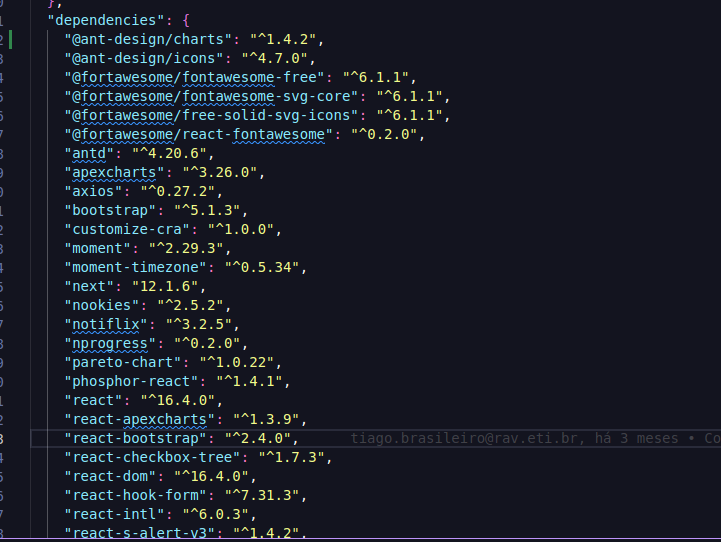 },
"dependencies": {
"@ant-design/charts": "^1.4.2",
"@ant-design/icons": "^4.7.0",
"@fortawesome/fontawesome-free": "^6.1.1",
"@fortawesome/fontawesome-svg-core": "^6.1.1",
"@fortawesome/free-solid-svg-icons": "^6.1.1",
"@fortawesome/react-fontawesome": "^0.2.0",
"antd": "^4.20.6",
"apexcharts": "^3.26.0",
"axios": "^0.27.2",
"bootstrap": "^5.1.3",
"customize-cra": "^1.0.0",
"moment": "^2.29.3",
"moment-timezone": "^0.5.34",
"next": "12.1.6",
"nookies": "^2.5.2",
"notiflix": "^3.2.5",
"nprogress": "^0.2.0",
"pareto-chart": "^1.0.22",
"phosphor-react": "^1.4.1",
"react": "^16.4.0",
"react-apexcharts": "^1.3.9",
"react-bootstrap": "^2.4.0", tiago.brasileiro@rav.eti.br, há 3 meses • Co
"react-checkbox-tree": "^1.7.3",
"react-dom": "^16.4.0",
"react-hook-form": "^7.31.3",
"react-intl": "^6.0.3",
"react-s-alert-v3": "^1.4.2",